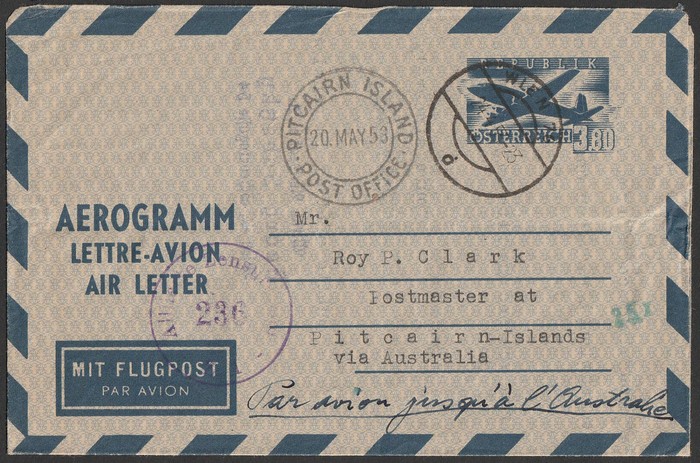 REPUBLIK
ÖSTERREICH 3.80
WIEN
PITCAIRN ISLAND
20. MAY 53
POST OFFICE
AEROGRAMM
LETTRE-AVION
AIR LETTER
236
MIT FLUGPOST
PAR AVION
Mr.
Roy P. Clark
Postmaster at
Pitcairn-Islands
via Australia
Par avion jusqu'à l'Australie